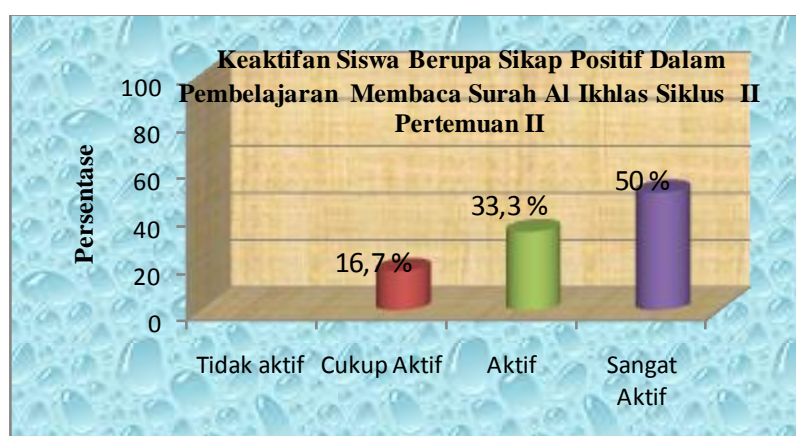 Keaktifan Siswa Berupa Sikap Positif Dalam
Pembelajaran Membaca Surah Al Ikhlas Siklus II
Pertemuan II
Persentase
100
80
60
40
20
0
16,7 %
33,3 %
50 %
Tidak aktif
Cukup Aktif
Aktif
Sangat
Aktif